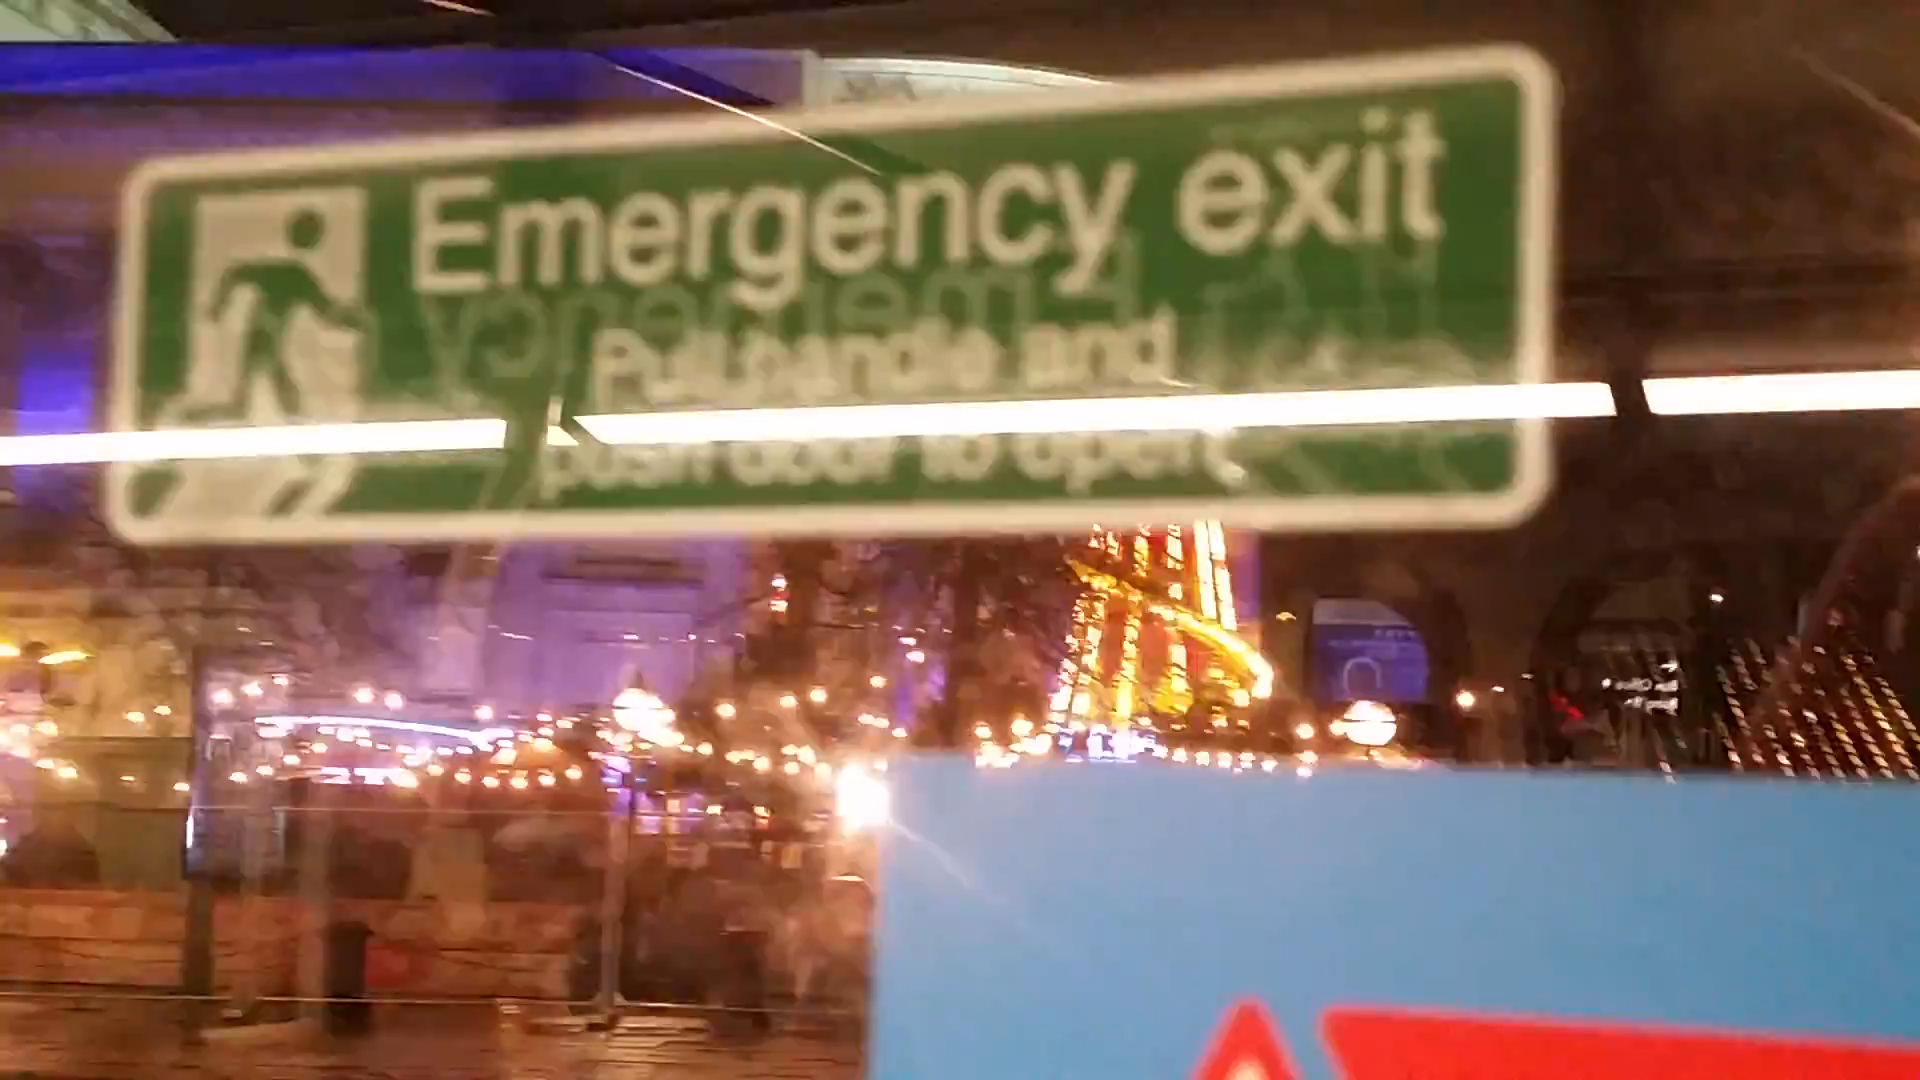 Emergency exit
Pull handle and
push door to open